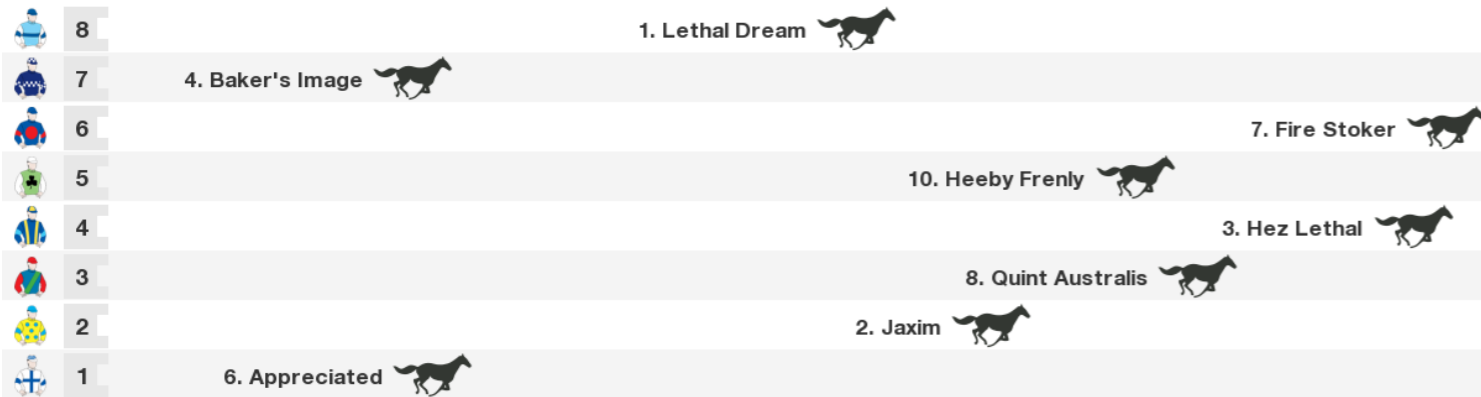 8 1. Lethal Dream
7 4. Baker's Image
6 7. Fire Stoker
5 10. Heeby Frenly
4 3. Hez Lethal
3 8. Quint Australis
2 2. Jaxim
1 6. Appreciated